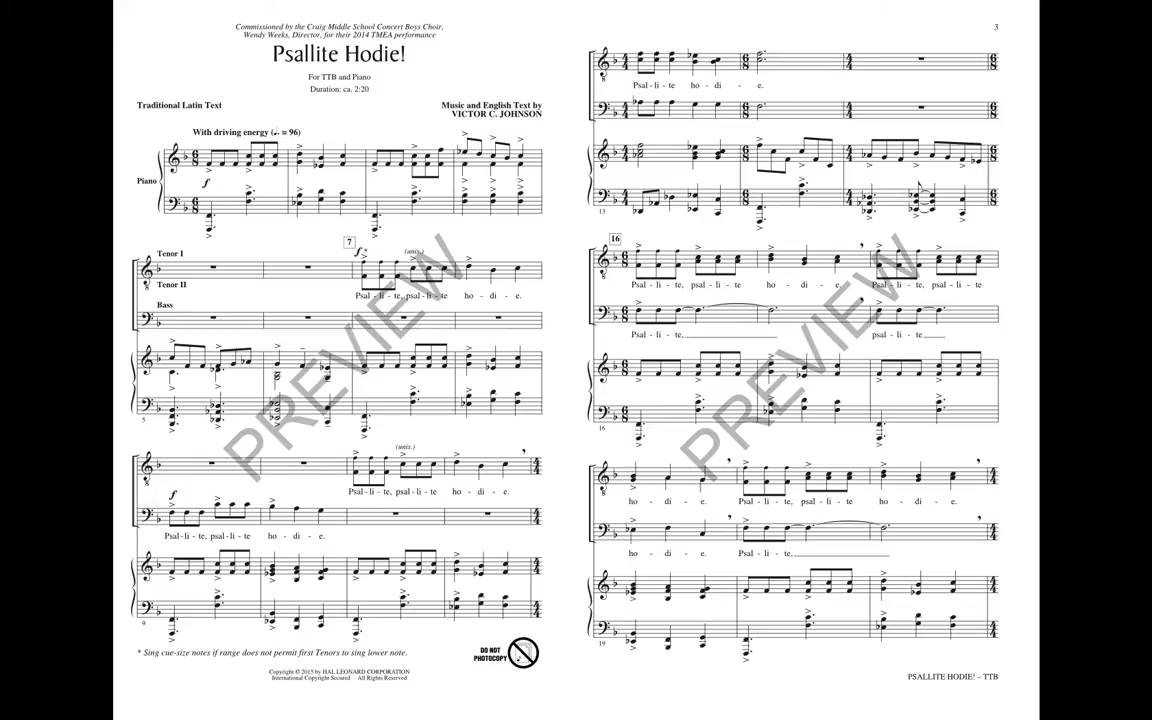 Commissioned by the Craig Middle School Concert Boys Choir,
Wendy Weeks, Director, for their 2014 TMEA performance
Psallite Hodie!
For TTB and Piano
Duration: ca. 2:20
Traditional Latin Text
Music and English Text by
VICTOR C. JOHNSON
With driving energy (♩. = 96)
Piano
f
7
Tenor I
f *
(unis.)
Tenor II
Psal - li - te, psal - li - te ho - di - e.
Bass
5
(unis.)
Psal - li - te, psal - li - te ho - di - e.
f
Psal - li - te, psal - li - te ho - di - e.
9
* Sing cue-size notes if range does not permit first Tenors to sing lower note.
DO NOT
PHOTOCOPY
Copyright © 2015 by HAL LEONARD CORPORATION
International Copyright Secured All Rights Reserved
PREVIEW
3
Psal - li - te ho - di - e.
13
16
Psal - li - te, psal - li - te ho - di - e. Psal - li - te, psal - li - te
Psal - li - te, psal - li - te
16
ho - di - e. Psal - li - te, psal - li - te ho - di - e.
ho - di - e. Psal - li - te,
19
PSALLITE HODIE! – TTB
PREVIEW